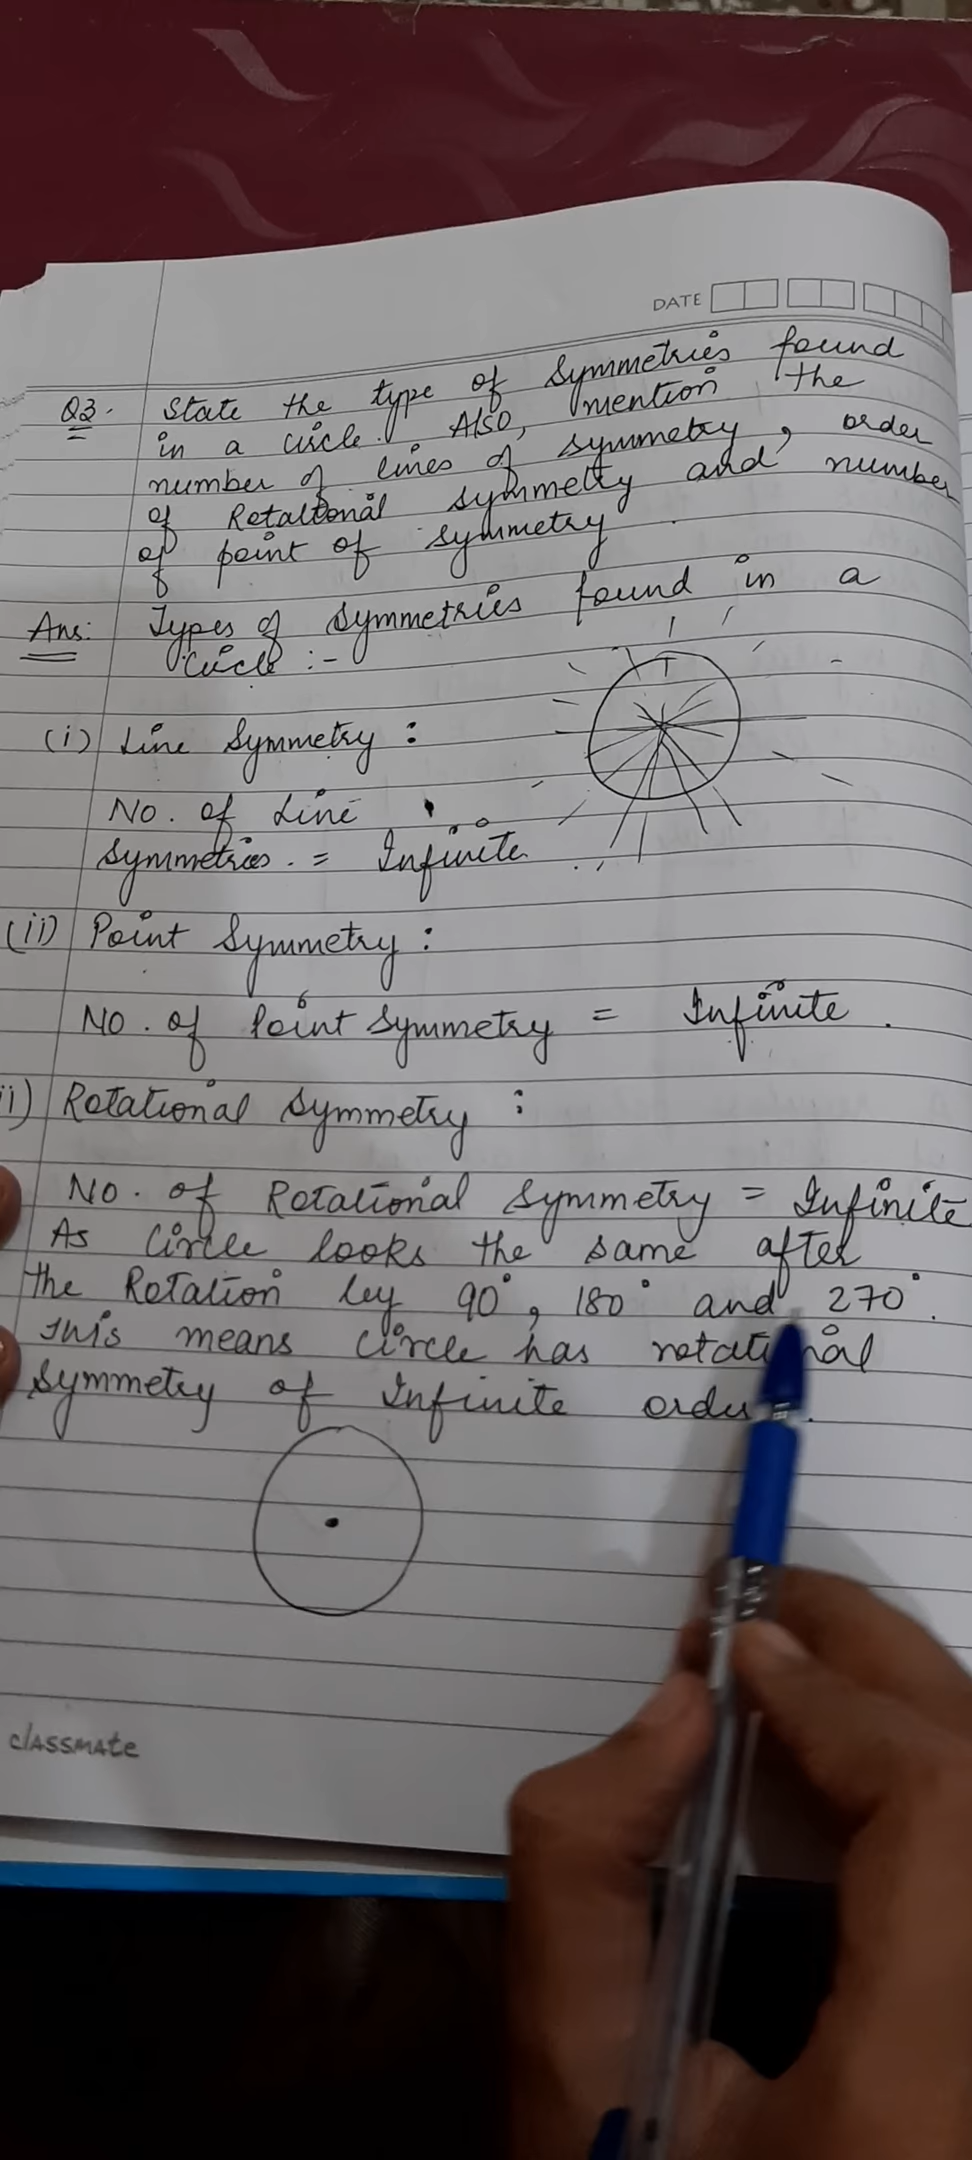 DATE
Q3. State the type of Symmetries found
in a circle. Also, mention the
number of lines of symmetry, order
of Rotational symmetry and number
of point of symmetry.
Ans: Types of Symmetries found in a
Circle :-
(i) Line Symmetry :
No. of Line
Symmetries. = Infinite
(ii) Point Symmetry :
No. of Point Symmetry = Infinite.
i) Rotational Symmetry :
No. of Rotational Symmetry = Infinite
As Circle looks the same after
the Rotation by 90°, 180° and 270°.
This means circle has rotational
Symmetry of Infinite order.
classmate